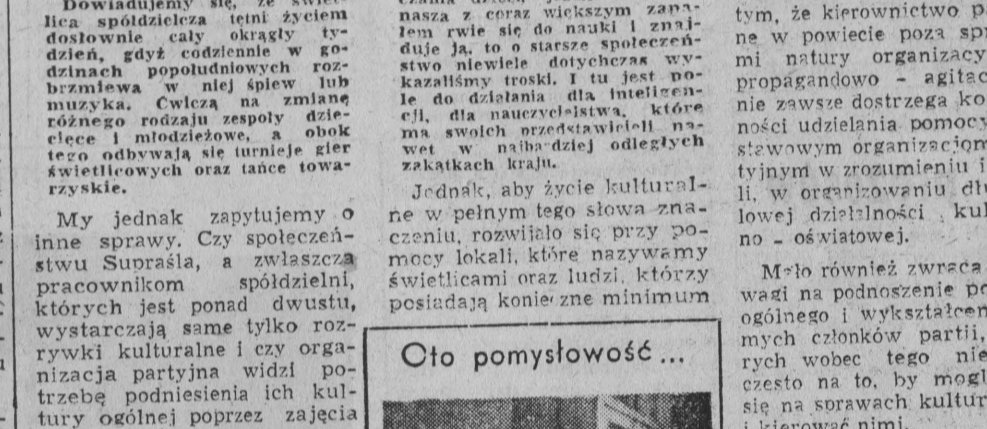 Dowiadujemy się, że świet-
lica spółdzielcza tętni życiem
dosłownie cały okrągły ty-
dzień, gdyż codziennie w go-
dzinach popołudniowych roz-
brzmiewa w niej śpiew lub
muzyka. Ćwiczą na zmianę
różnego rodzaju zespoły dzie-
cięce i młodzieżowe, a obok
tego odbywają się turnieje gier
świetlicowych oraz tańce towa-
rzyskie.
My jednak zapytujemy o
inne sprawy. Czy społeczeń-
stwu Supraśla, a zwłaszcza
pracownikom spółdzielni,
których jest ponad dwustu,
wystarczają same tylko roz-
rywki kulturalne i czy orga-
nizacja partyjna widzi po-
trzebę podniesienia ich kul-
tury ogólnej poprzez zajęcia
nasza z coraz większym zapa-
łem rwie się do nauki i znaj-
duje ją, to o starsze społeczeń-
stwo niewiele dotychczas wy-
kazaliśmy troski. I tu jest po-
le do działania dla inteligen-
cji, dla nauczycielstwa, które
ma swoich przedstawicieli na-
wet w najbardziej odległych
zakątkach kraju.
Jednak, aby życie kultural-
ne w pełnym tego słowa zna-
czeniu, rozwijało się przy po-
mocy lokali, które nazywamy
świetlicami oraz ludzi, którzy
posiadają konieczne minimum
Oto pomysłowość...
tym, że kierownictwo p
ne w powiecie poza spr
mi natury organizacy
propagandowo - agitac
nie zawsze dostrzega ko
ności udzielania pomocy
stawowym organizacjom
tyjnym w zrozumieniu i
li, w organizowaniu dłu
lowej działalności kul
no - oświatowej.
Mało również zwraca
wagi na podnoszenie po
ogólnego i wykształcen
mych członków partii,
rych wobec tego nie
często na to, by mogl
się na sprawach kultur
i kierować nimi.